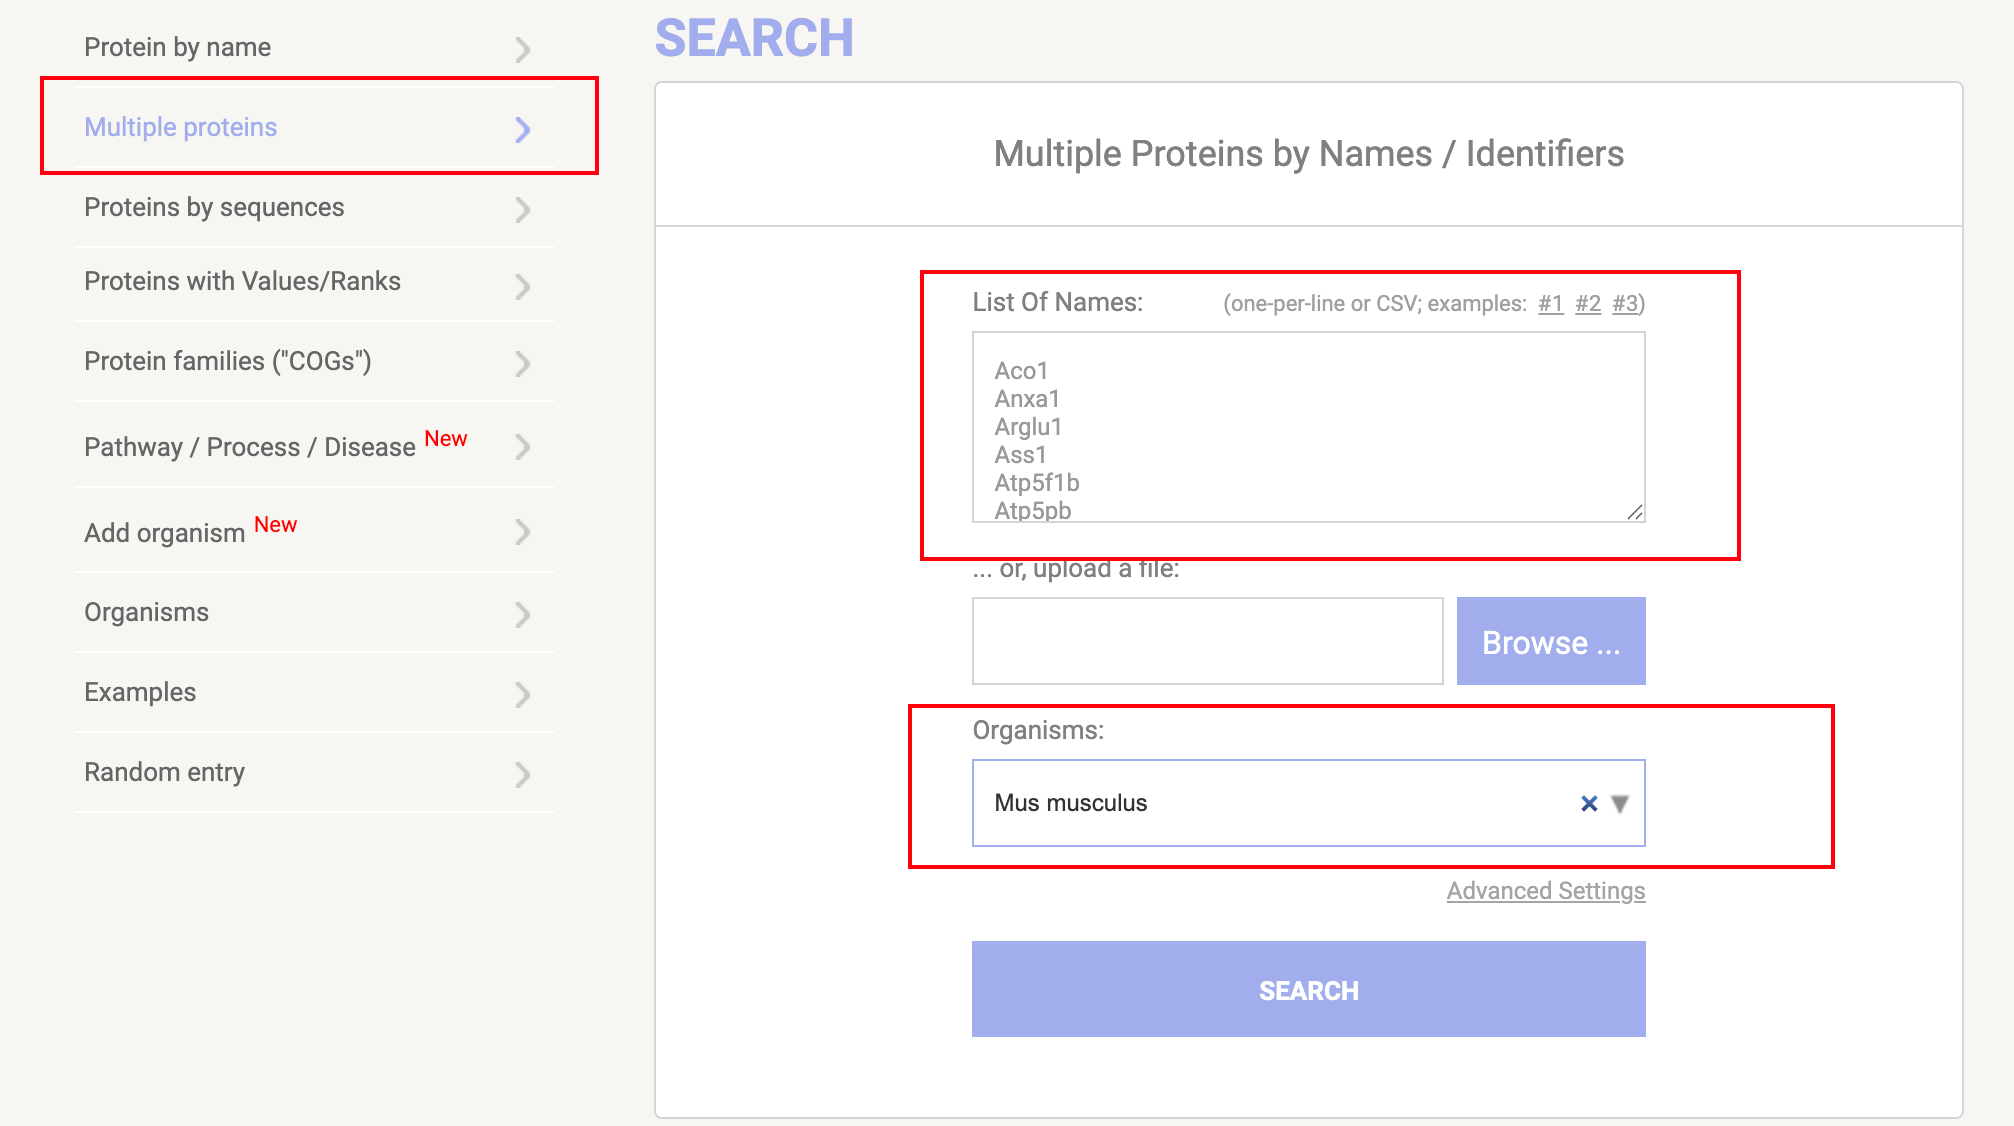 Protein by name
Multiple proteins
Proteins by sequences
Proteins with Values/Ranks
Protein families ("COGs")
Pathway / Process / Disease New
Add organism New
Organisms
Examples
Random entry
SEARCH
Multiple Proteins by Names / Identifiers
List Of Names: (one-per-line or CSV; examples: #1 #2 #3)
Aco1
Anxa1
Arglu1
Ass1
Atp5f1b
Atp5pb
... or, upload a file:
Browse ...
Organisms:
Mus musculus
Advanced Settings
SEARCH